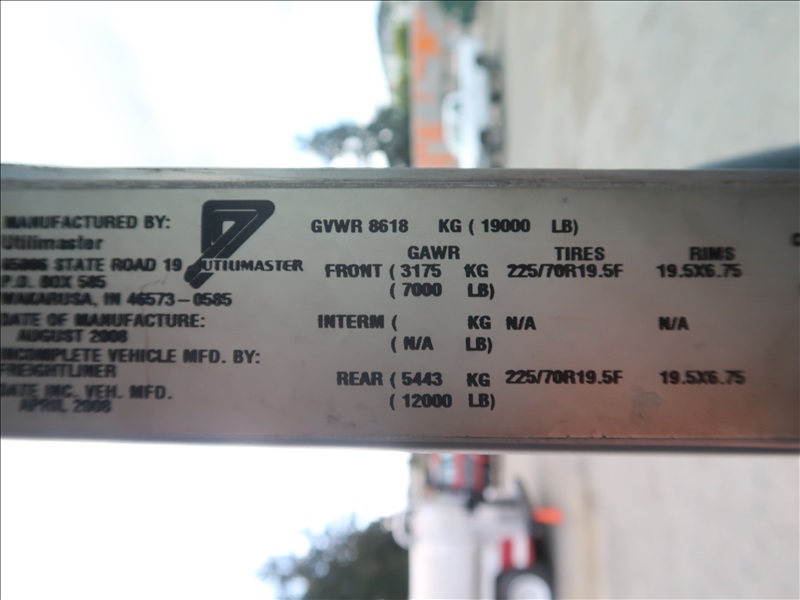 MANUFACTURED BY:
Utilimaster
65906 STATE ROAD 19
P.O. BOX 585
WAKARUSA, IN 46573-0585
DATE OF MANUFACTURE:
AUGUST 2008
INCOMPLETE VEHICLE MFD. BY:
FREIGHTLINER
DATE INC. VEH. MFD.
APRIL 2008
UTILIMASTER
GVWR 8618 KG ( 19000 LB)
GAWR TIRES RIMS
FRONT ( 3175 KG 225/70R19.5F 19.5X6.75
( 7000 LB)
INTERM ( KG N/A N/A
( N/A LB)
REAR ( 5443 KG 225/70R19.5F 19.5X6.75
( 12000 LB)